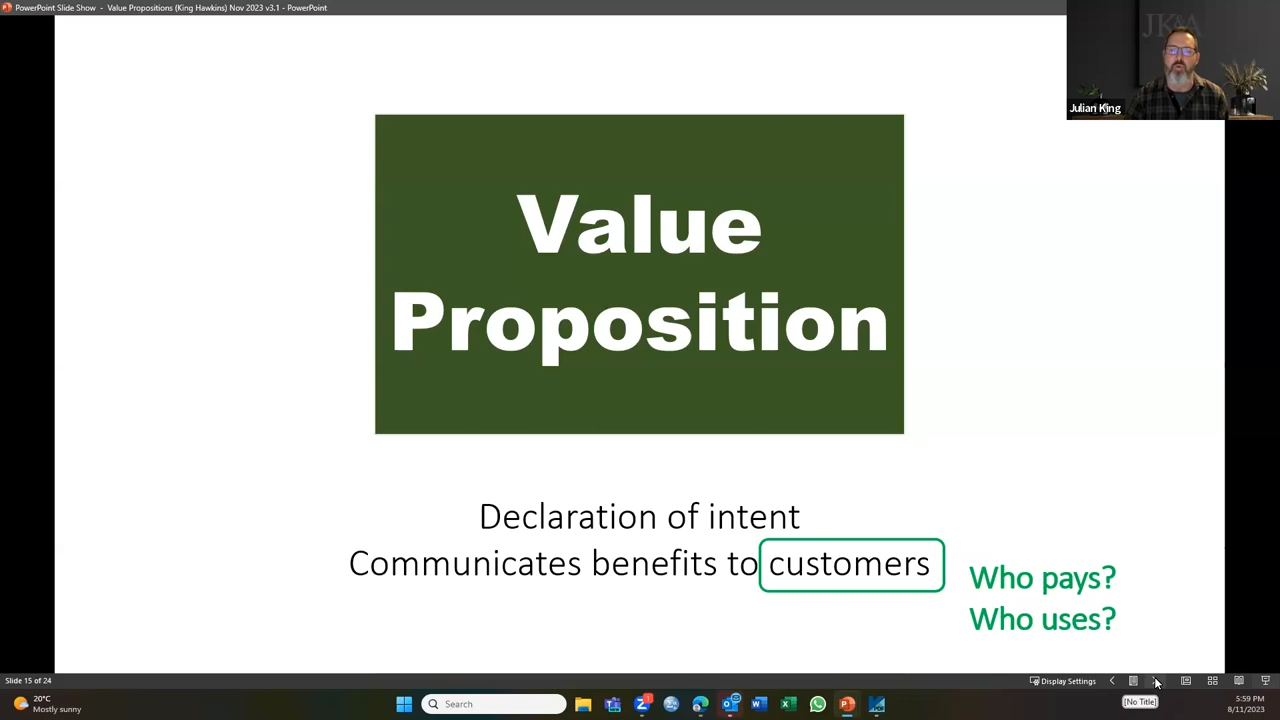 PowerPoint Slide Show - Value Propositions (King Hawkins) Nov 2023 v3.1 - PowerPoint
JK&A
Julian King
Value
Proposition
Declaration of intent
Communicates benefits to customers
Who pays?
Who uses?
Slide 15 of 24
Display Settings
[No Title]
20°C
Mostly sunny
Search
1
5:59 PM
8/11/2023